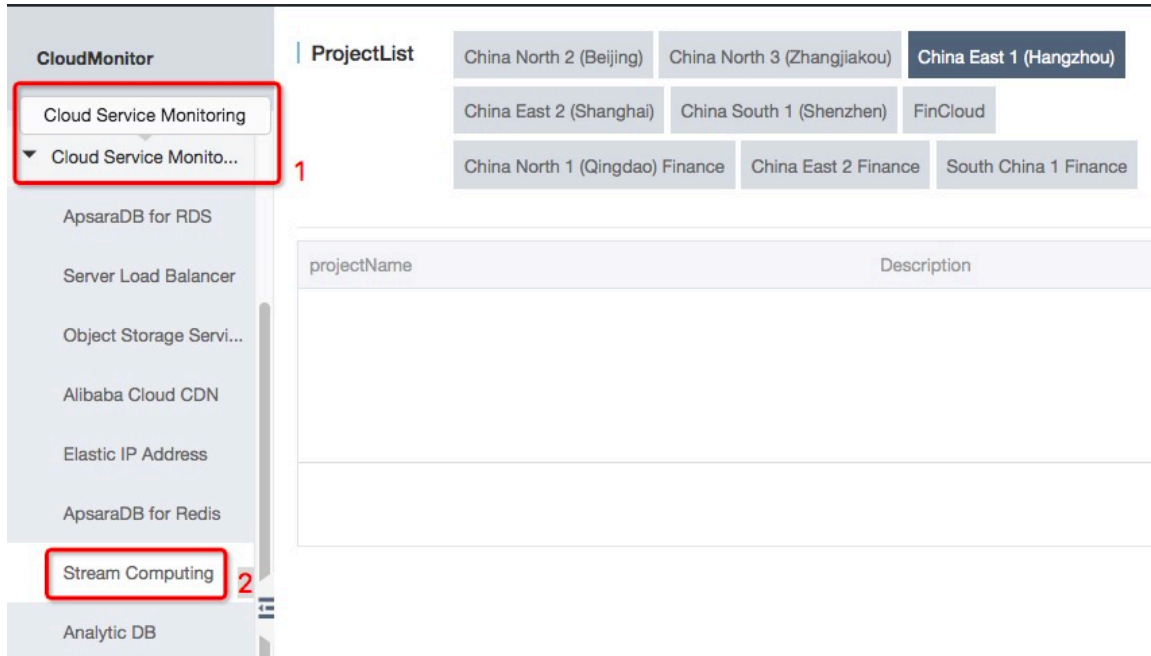 CloudMonitor
Cloud Service Monitoring
Cloud Service Monito...
1
ApsaraDB for RDS
Server Load Balancer
Object Storage Servi...
Alibaba Cloud CDN
Elastic IP Address
ApsaraDB for Redis
Stream Computing
2
Analytic DB
ProjectList
China North 2 (Beijing) China North 3 (Zhangjiakou) China East 1 (Hangzhou)
China East 2 (Shanghai) China South 1 (Shenzhen) FinCloud
China North 1 (Qingdao) Finance China East 2 Finance South China 1 Finance
projectName Description